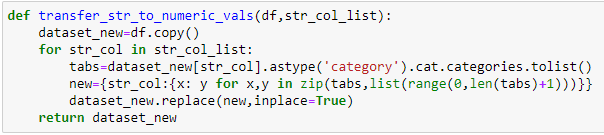 def transfer_str_to_numeric_vals(df,str_col_list):
    dataset_new=df.copy()
    for str_col in str_col_list:
        tabs=dataset_new[str_col].astype('category').cat.categories.tolist()
        new={str_col:{x: y for x,y in zip(tabs,list(range(0,len(tabs)+1)))}}
        dataset_new.replace(new,inplace=True)
    return dataset_new